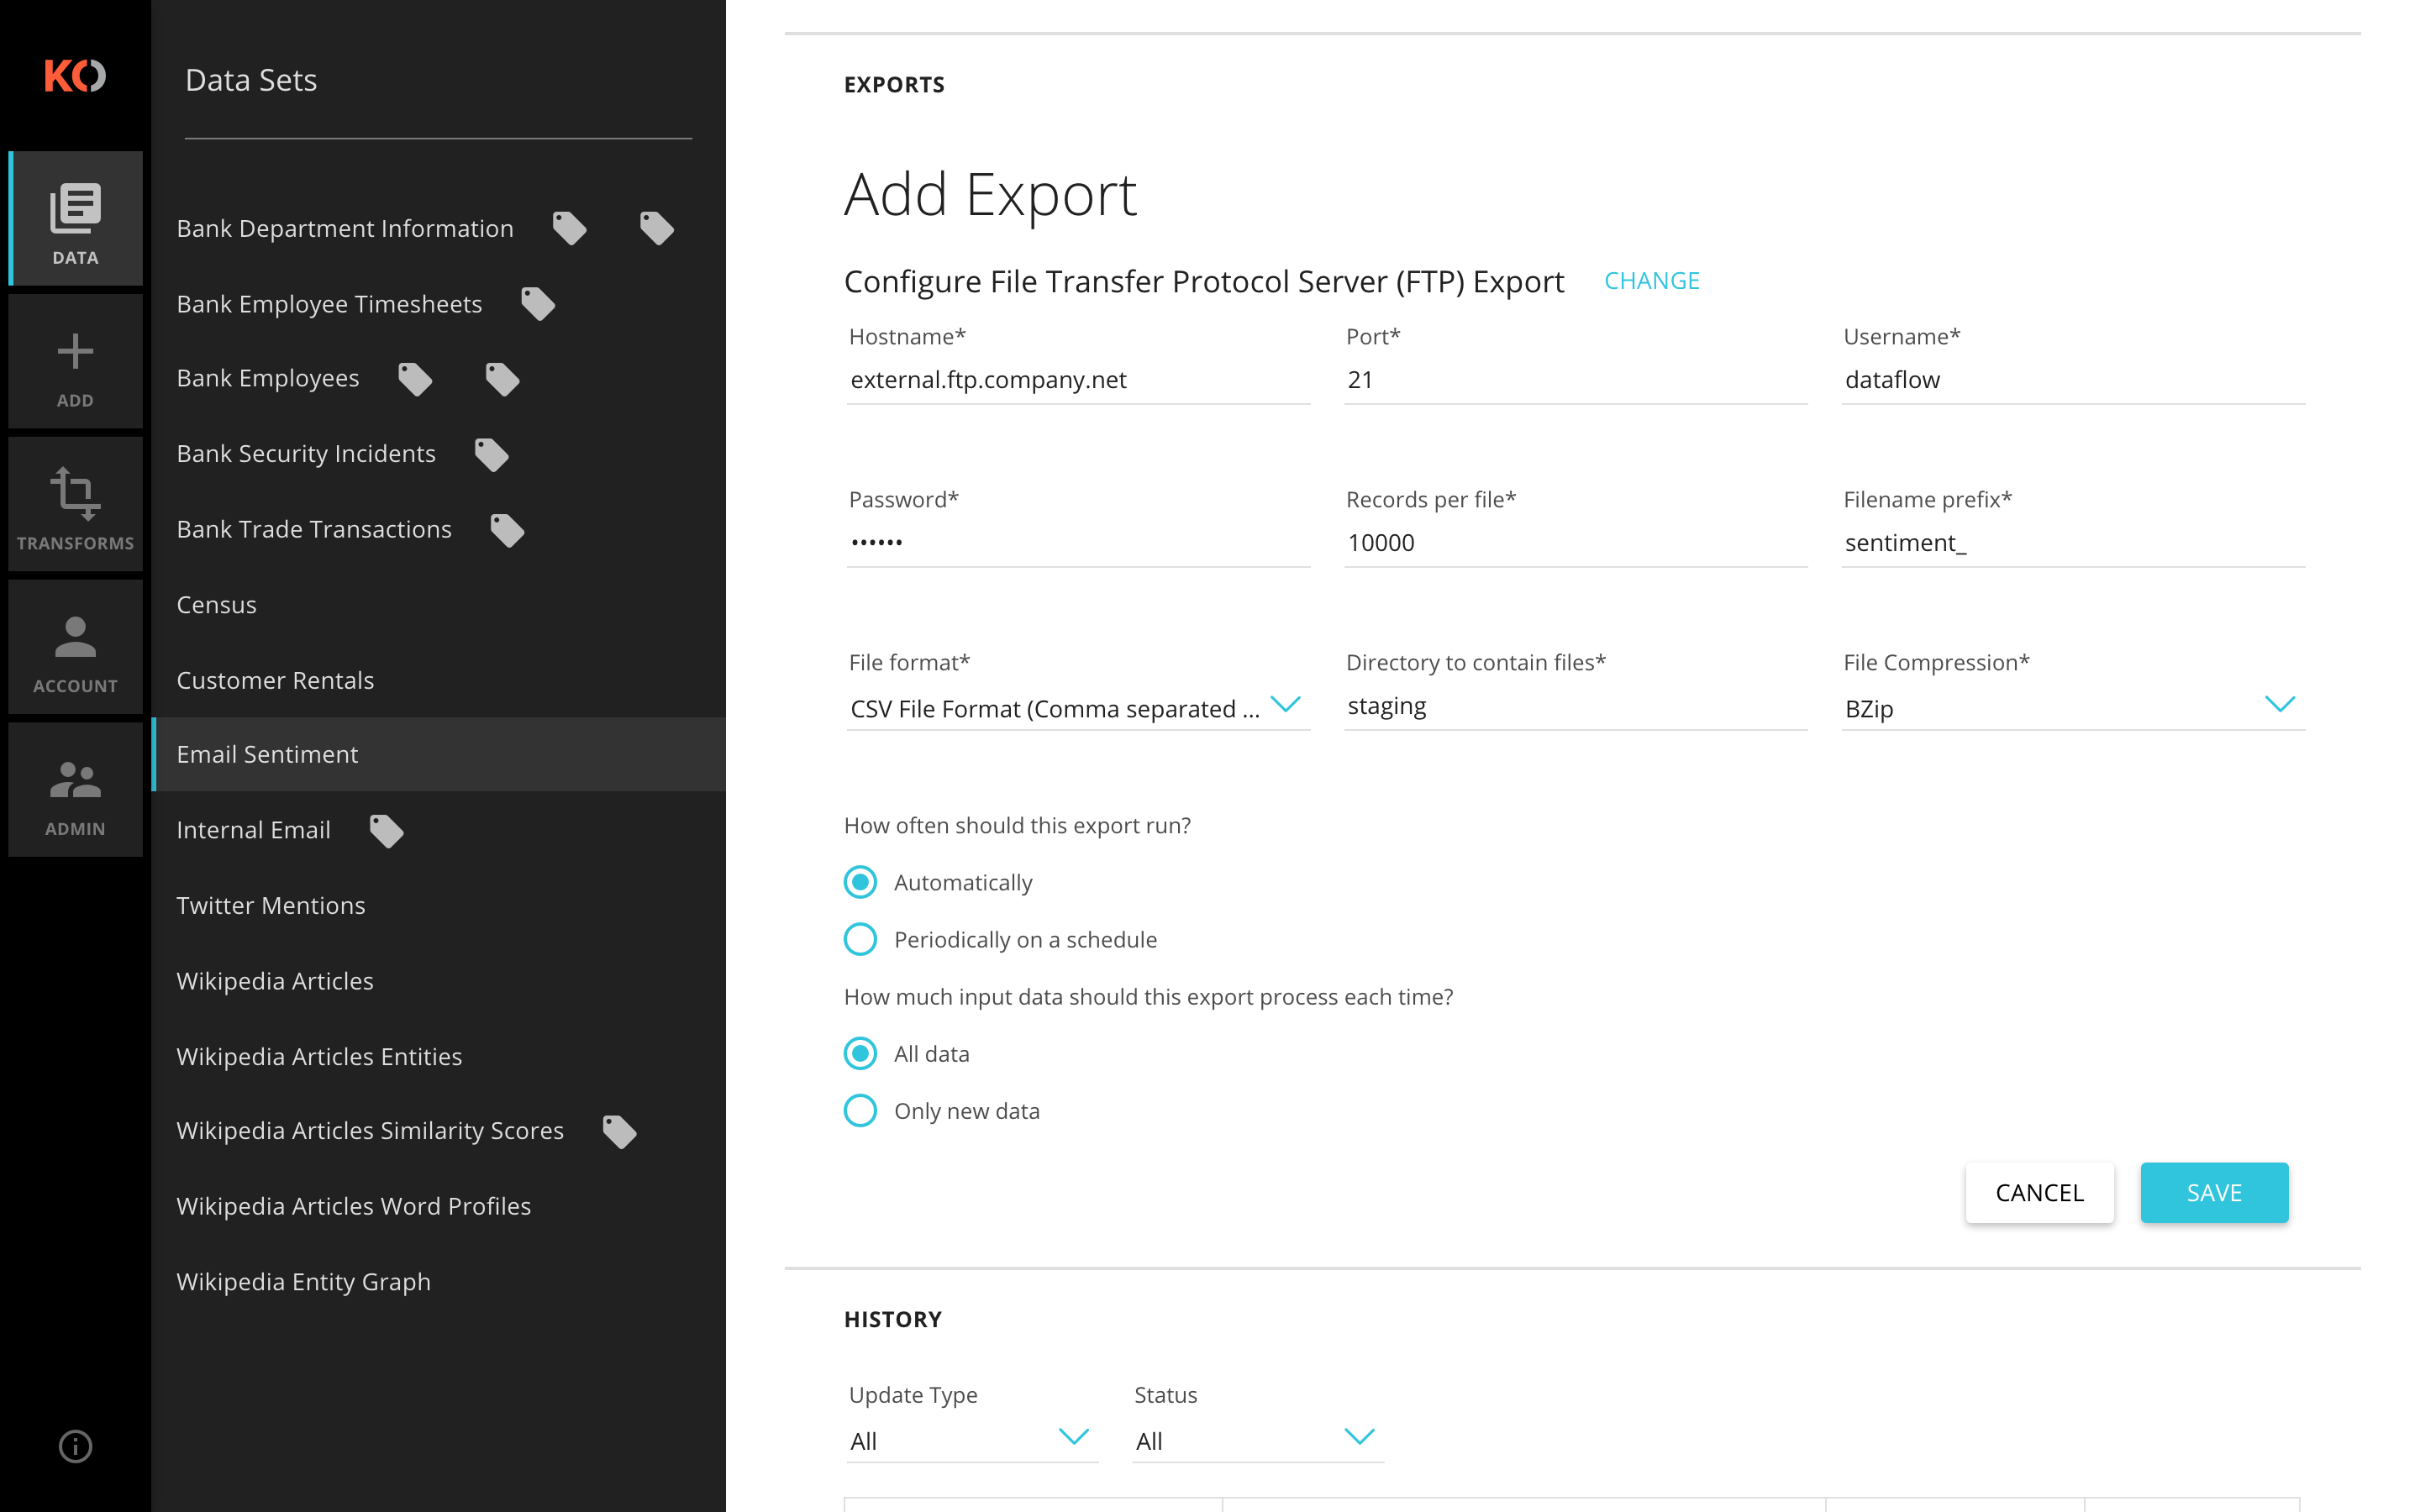 KO
DATA
ADD
TRANSFORMS
ACCOUNT
ADMIN
Data Sets
Bank Department Information
Bank Employee Timesheets
Bank Employees
Bank Security Incidents
Bank Trade Transactions
Census
Customer Rentals
Email Sentiment
Internal Email
Twitter Mentions
Wikipedia Articles
Wikipedia Articles Entities
Wikipedia Articles Similarity Scores
Wikipedia Articles Word Profiles
Wikipedia Entity Graph
EXPORTS
Add Export
Configure File Transfer Protocol Server (FTP) Export CHANGE
Hostname* Port* Username*
external.ftp.company.net 21 dataflow
Password* Records per file* Filename prefix*
•••••• 10000 sentiment_
File format* Directory to contain files* File Compression*
CSV File Format (Comma separated ... staging BZip
How often should this export run?
Automatically
Periodically on a schedule
How much input data should this export process each time?
All data
Only new data
CANCEL SAVE
HISTORY
Update Type Status
All All